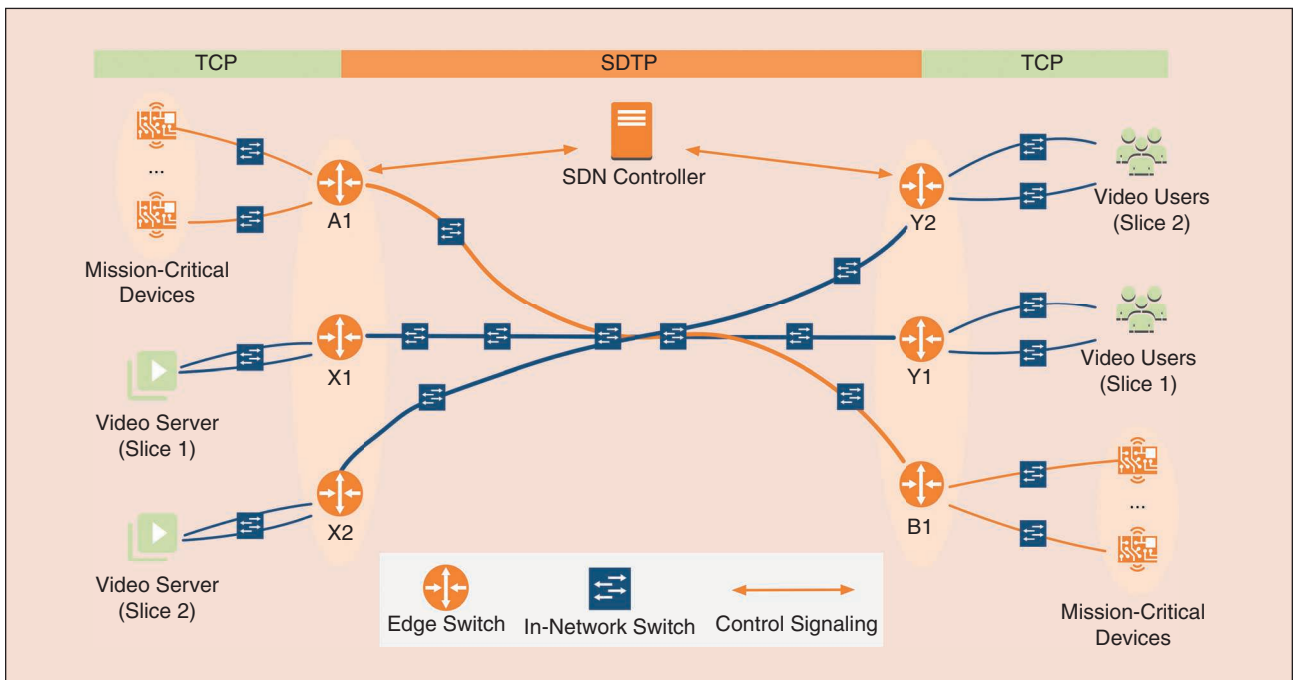 TCP
SDTP
TCP
SDN Controller
...
A1
Mission-Critical
Devices
Y2
Video Users
(Slice 2)
X1
Video Server
(Slice 1)
Y1
Video Users
(Slice 1)
X2
Video Server
(Slice 2)
B1
...
Mission-Critical
Devices
Edge Switch
In-Network Switch
Control Signaling